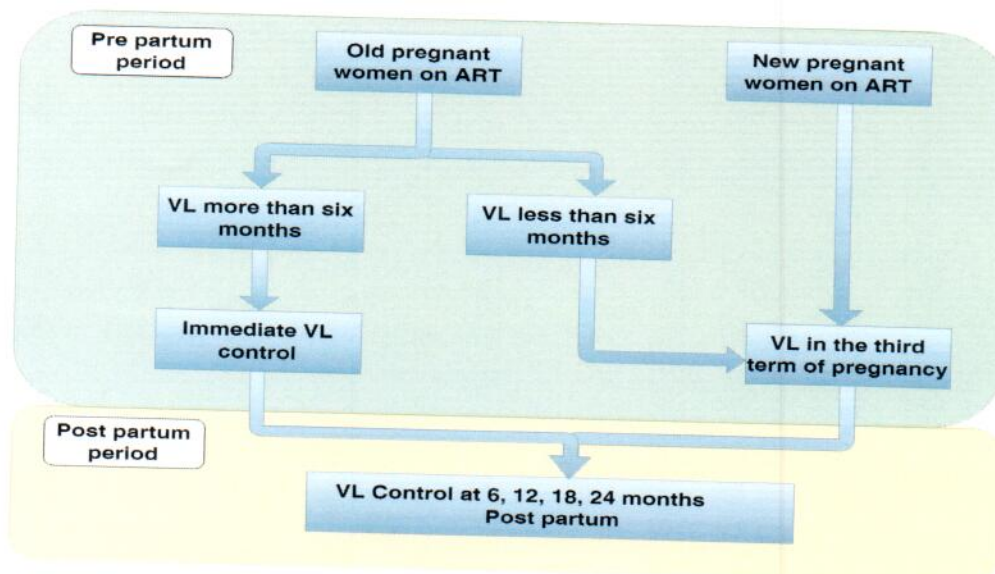 Pre partum
period
Old pregnant
women on ART
New pregnant
women on ART
VL more than six
months
VL less than six
months
Immediate VL
control
VL in the third
term of pregnancy
Post partum
period
VL Control at 6, 12, 18, 24 months
Post partum